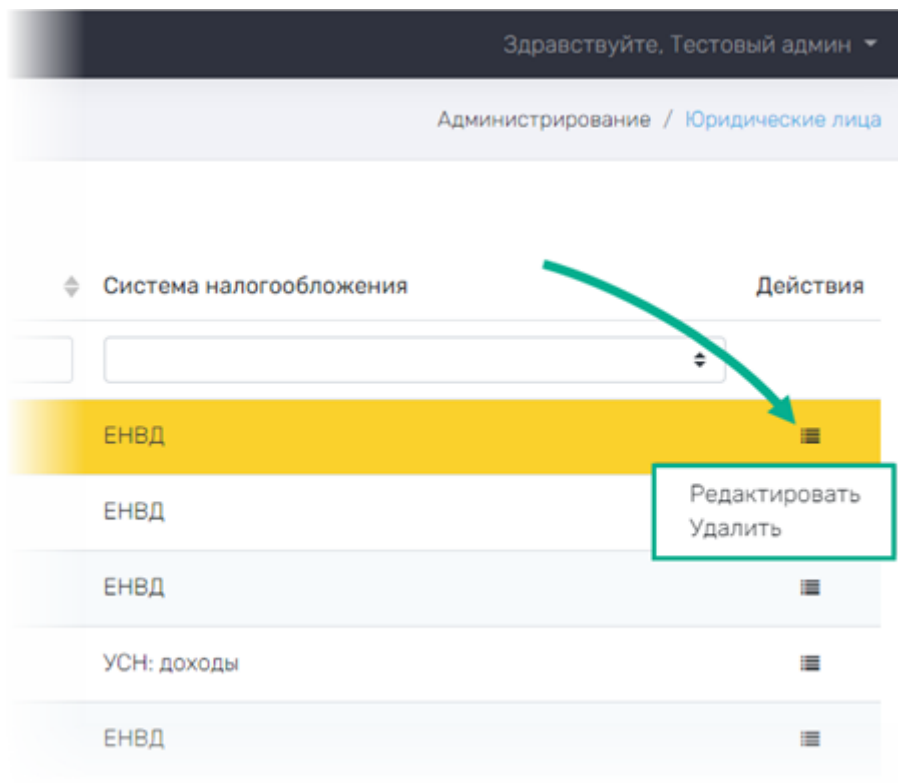 Здравствуйте, Тестовый админ
Администрирование / Юридические лица
Система налогообложения Действия
ЕНВД
Редактировать
ЕНВД
Удалить
ЕНВД
УСН: доходы
ЕНВД